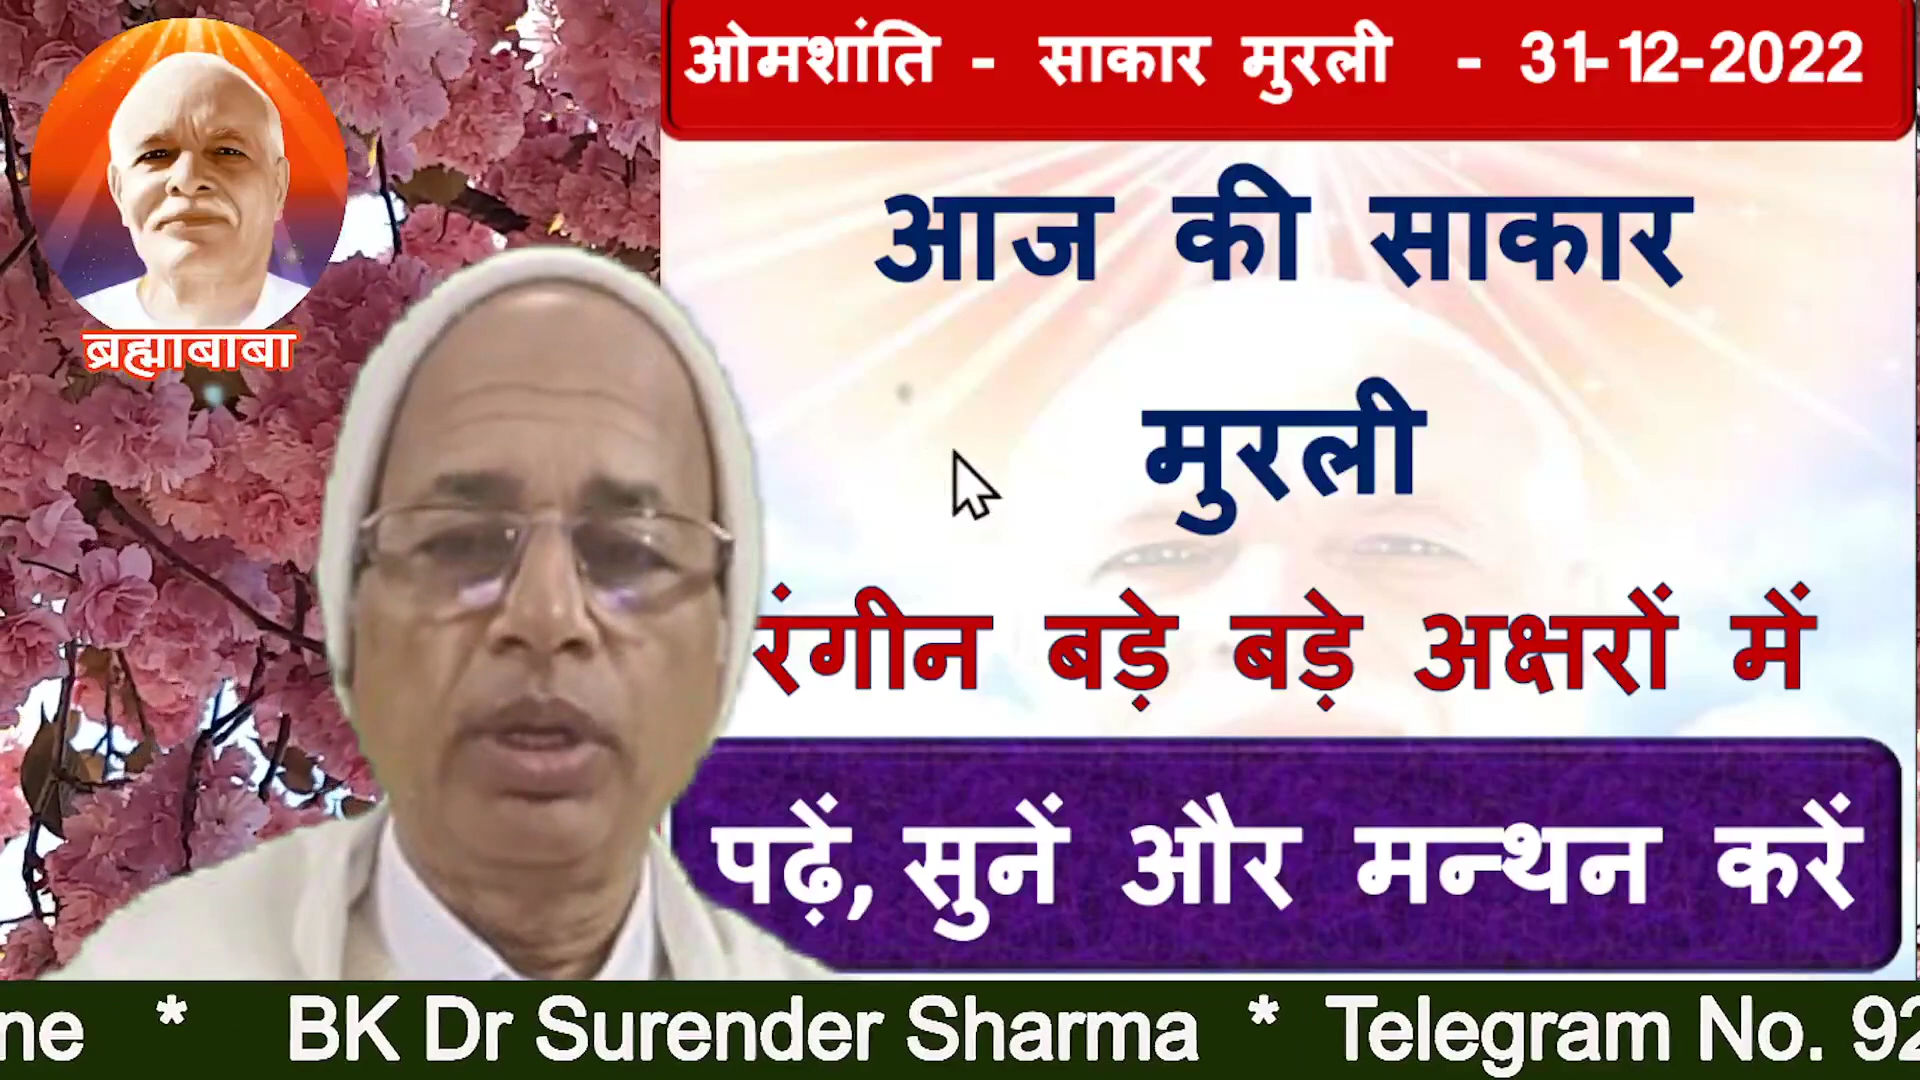 ओमशांति - साकार मुरली - 31-12-2022
ब्रह्माबाबा
आज की साकार
मुरली
रंगीन बड़े बड़े अक्षरों में
पढ़ें, सुनें और मन्थन करें
ne * BK Dr Surender Sharma * Telegram No. 92